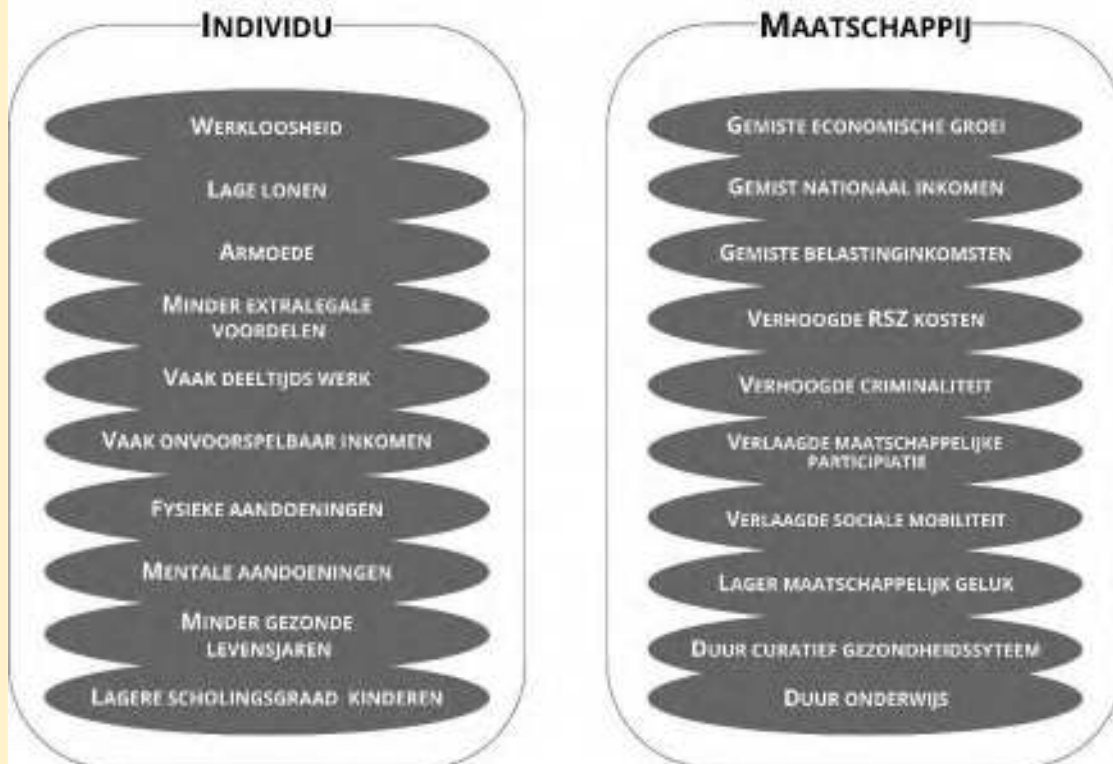 INDIVIDU
WERKLOOSHEID
LAGE LONEN
ARMOEDE
MINDER EXTRALEGALE
VOORDELEN
VAAK DEELTIJDS WERK
VAAK ONVOORSPELBAAR INKOMEN
FYSIEKE AANDOENINGEN
MENTALE AANDOENINGEN
MINDER GEZONDE
LEVENSJAREN
LAGERE SCHOLINGSGRAAD KINDEREN
MAATSCHAPPIJ
GEMISTE ECONOMISCHE GROEI
GEMIST NATIONAAL INKOMEN
GEMISTE BELASTINGINKOMSTEN
VERHOOGDE RSZ KOSTEN
VERHOOGDE CRIMINALITEIT
VERLAAGDE MAATSCHAPPELIJKE
PARTICIPIATIE
VERLAAGDE SOCIALE MOBILITEIT
LAGER MAATSCHAPPELIJK GELUK
DUUR CURATIEF GEZONDHEIDSSYTEEM
DUUR ONDERWIJS